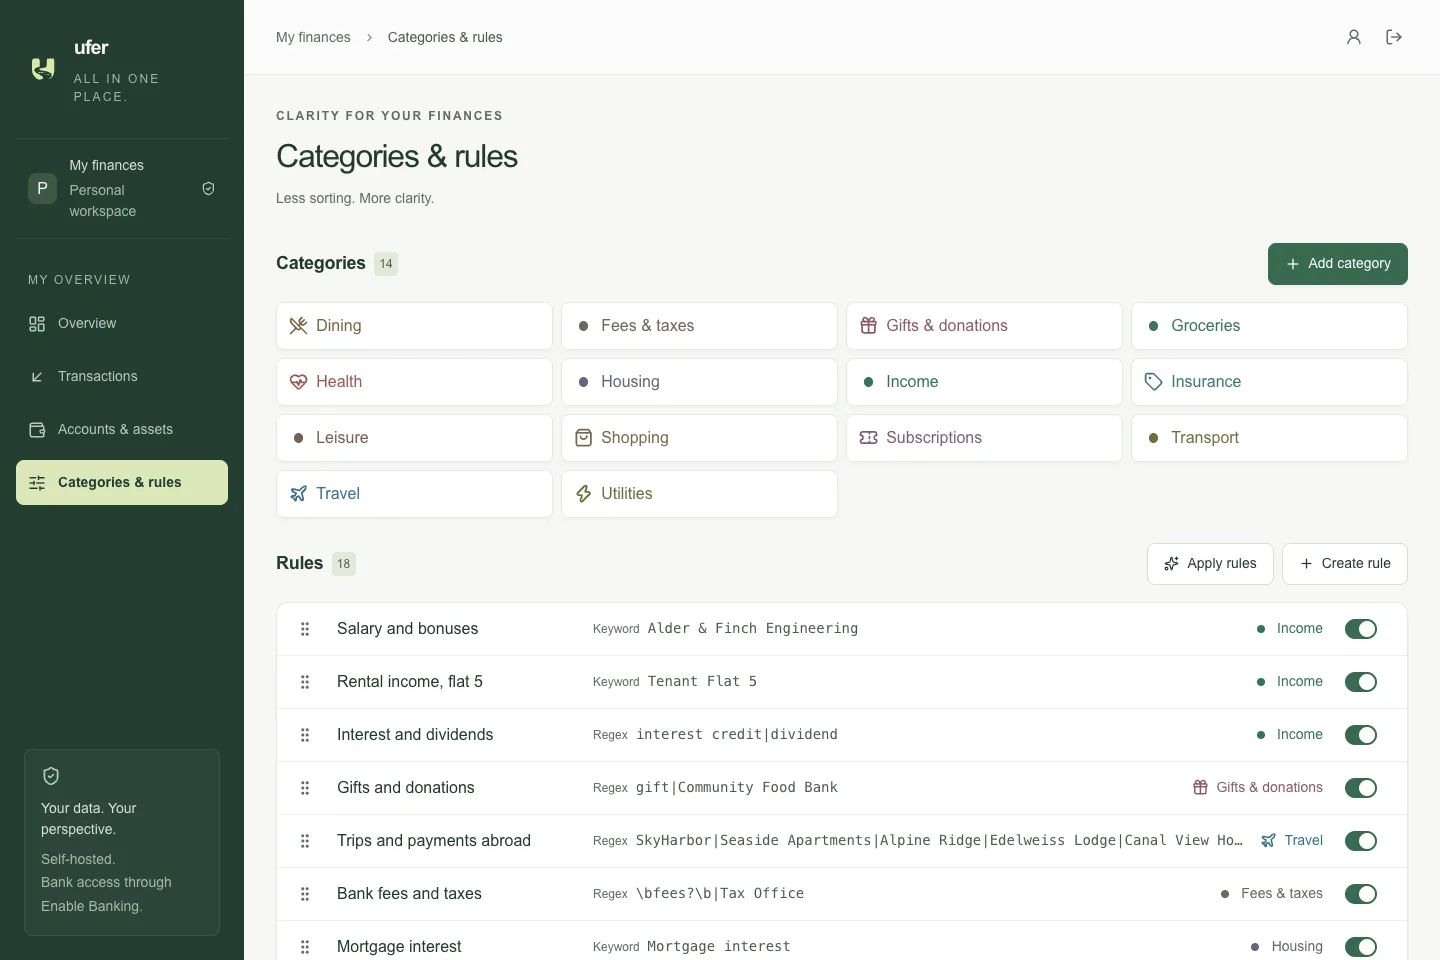 ufer
ALL IN ONE
PLACE.
P
My finances
Personal
workspace
MY OVERVIEW
Overview
Transactions
Accounts & assets
Categories & rules
Your data. Your
perspective.
Self-hosted.
Bank access through
Enable Banking.
My finances > Categories & rules
CLARITY FOR YOUR FINANCES
Categories & rules
Less sorting. More clarity.
Categories 14
+ Add category
Dining
Fees & taxes
Gifts & donations
Groceries
Health
Housing
Income
Insurance
Leisure
Shopping
Subscriptions
Transport
Travel
Utilities
Rules 18
Apply rules
+ Create rule
Salary and bonuses Keyword Alder & Finch Engineering Income
Rental income, flat 5 Keyword Tenant Flat 5 Income
Interest and dividends Regex interest credit|dividend Income
Gifts and donations Regex gift|Community Food Bank Gifts & donations
Trips and payments abroad Regex SkyHarbor|Seaside Apartments|Alpine Ridge|Edelweiss Lodge|Canal View Ho… Travel
Bank fees and taxes Regex \bfees?\b|Tax Office Fees & taxes
Mortgage interest Keyword Mortgage interest Housing